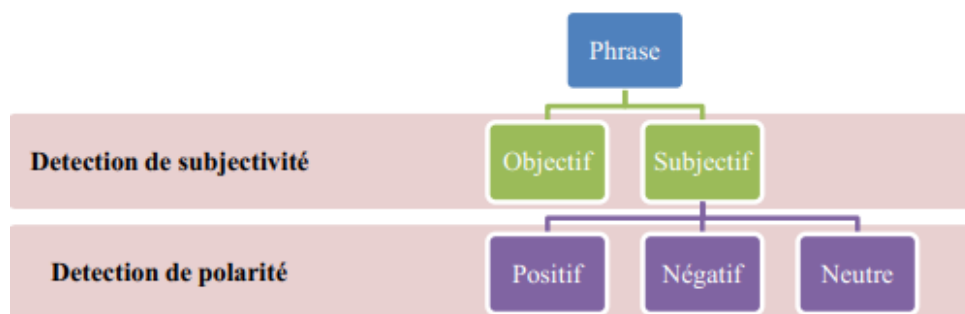 Phrase
Detection de subjectivité
Objectif
Subjectif
Detection de polarité
Positif
Négatif
Neutre